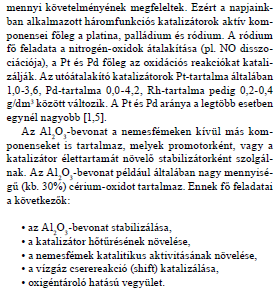 mennyi követelményének megfeleltek. Ezért a napjaink-
ban alkalmazott háromfunkciós katalizátorok aktív kom-
ponensei főleg a platina, palládium és ródium. A ródium
fő feladata a nitrogén-oxidok átalakítása (pl. NO disszo-
ciációja), a Pt és Pd főleg az oxidációs reakciókat katali-
zálják. Az utóátalakító katalizátorok Pt-tartalma általában
1,0-3,6, Pd-tartalma 0,0-4,2, Rh-tartalma pedig 0,2-0,4
g/dm³ között változik. A Pt és Pd aránya a legtöbb esetben
egynél nagyobb [1,5].
Az Al₂O₃-bevonat a nemesfémeken kívül más kom-
ponenseket is tartalmaz, melyek promotorként, vagy a
katalizátor élettartamát növelő stabilizátorként szolgál-
nak. Az Al₂O₃-bevonat például általában nagy mennyisé-
gű (kb. 30%) cérium-oxidot tartalmaz. Ennek fő feladatai
a következők:
• az Al₂O₃-bevonat stabilizálása,
• a katalizátor hőtűrésének növelése,
• a nemesfémek katalitikus aktivitásának növelése,
• a vízgáz cserereakció (shift) katalizálása,
• oxigéntároló hatású vegyület.